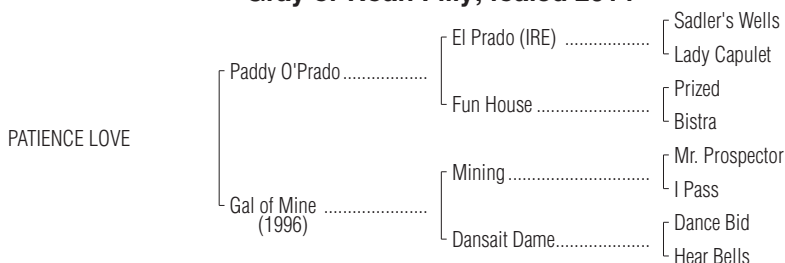 Gray or Roan Filly; foaled
Sadler's Wells
El Prado (IRE) ..................
Lady Capulet
Paddy O'Prado..................
Prized
Fun House ........................
Bistra
PATIENCE LOVE
Mr. Prospector
Mining ..............................
I Pass
Gal of Mine ......................
(1996)
Dance Bid
Dansait Dame....................
Hear Bells